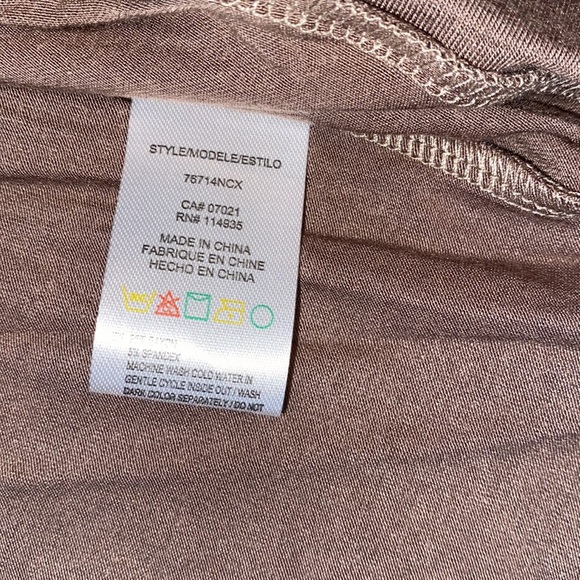 STYLE/MODELE/ESTILO
76714NCX
CA# 07021
RN# 114935
MADE IN CHINA
FABRIQUE EN CHINE
HECHO EN CHINA
5% SPANDEX
MACHINE WASH COLD WATER IN
GENTLE CYCLE INSIDE OUT / WASH
DARK COLOR SEPARATELY / DO NOT